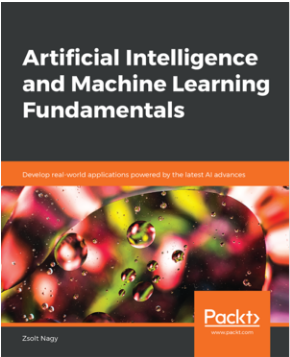 Artificial Intelligence
and Machine Learning
Fundamentals
Develop real-world applications powered by the latest AI advances
Packt>
www.packt.com
Zsolt Nagy